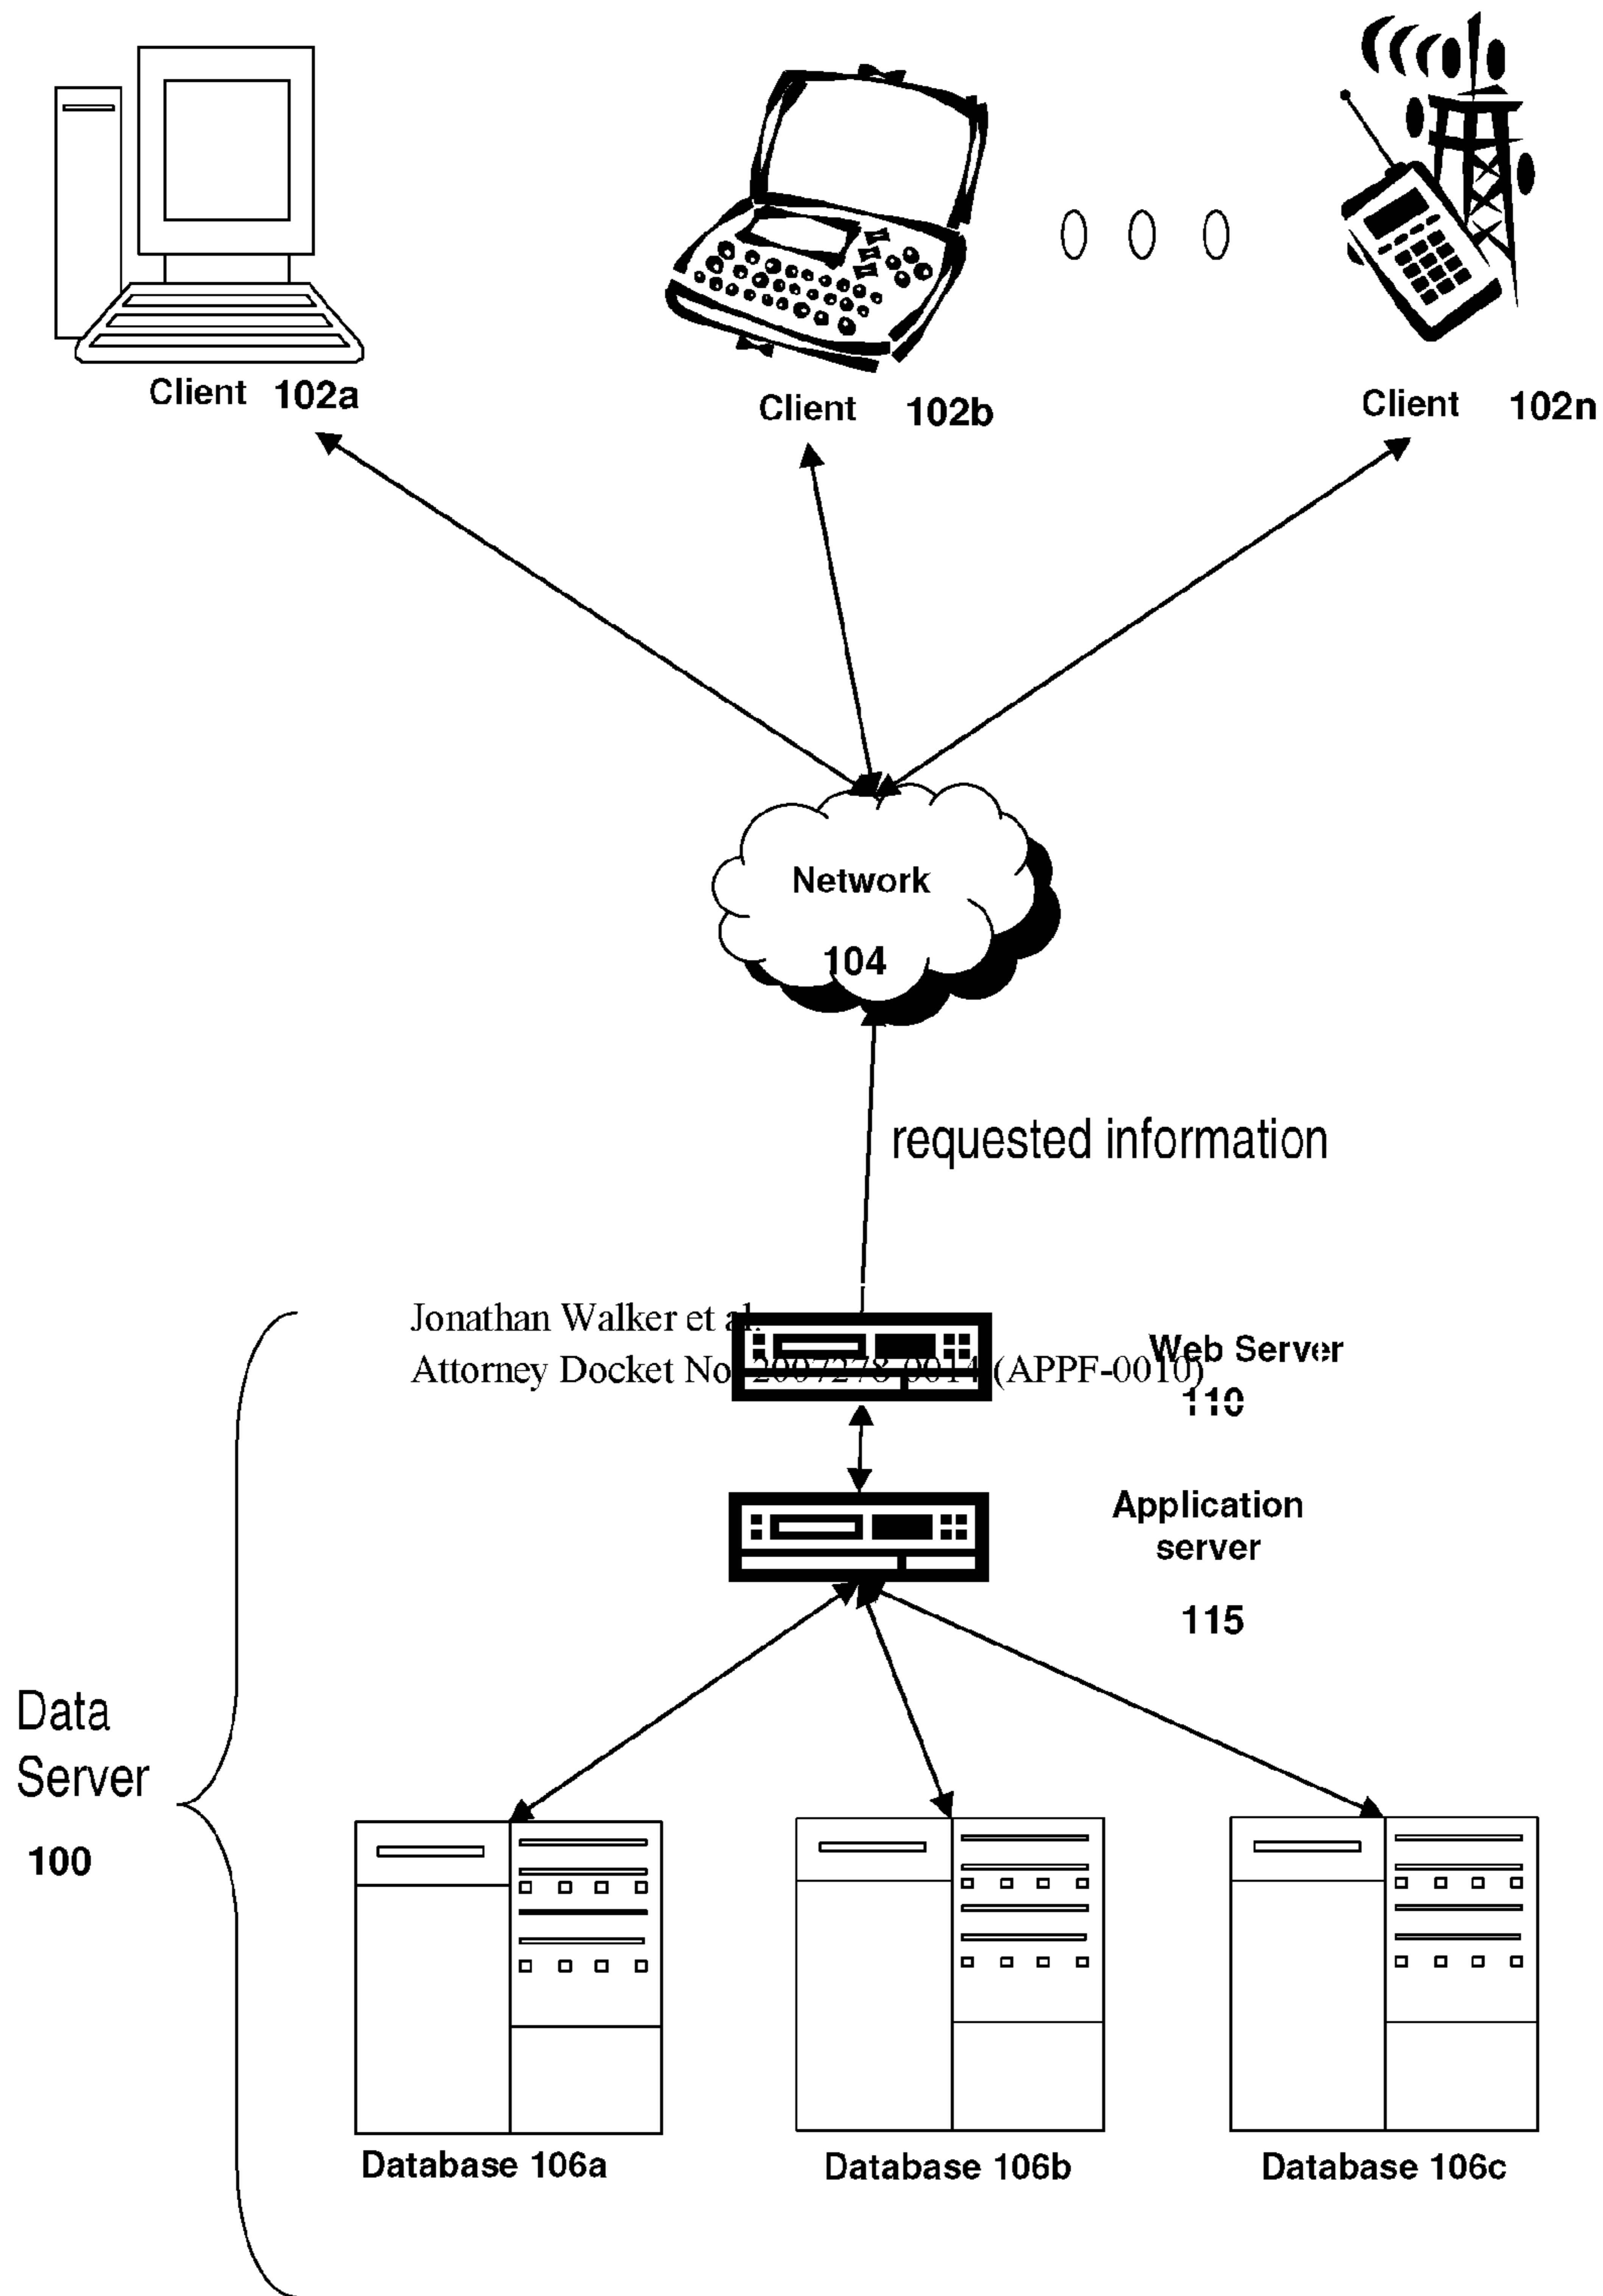 Client 102a
Client 102b
Client 102n
Network
104
requested information
Jonathan Walker et al.
Attorney Docket No. 2007278-0014 (APPF-0010)
Web Server
110
Application
server
115
Data
Server
100
Database 106a
Database 106b
Database 106c